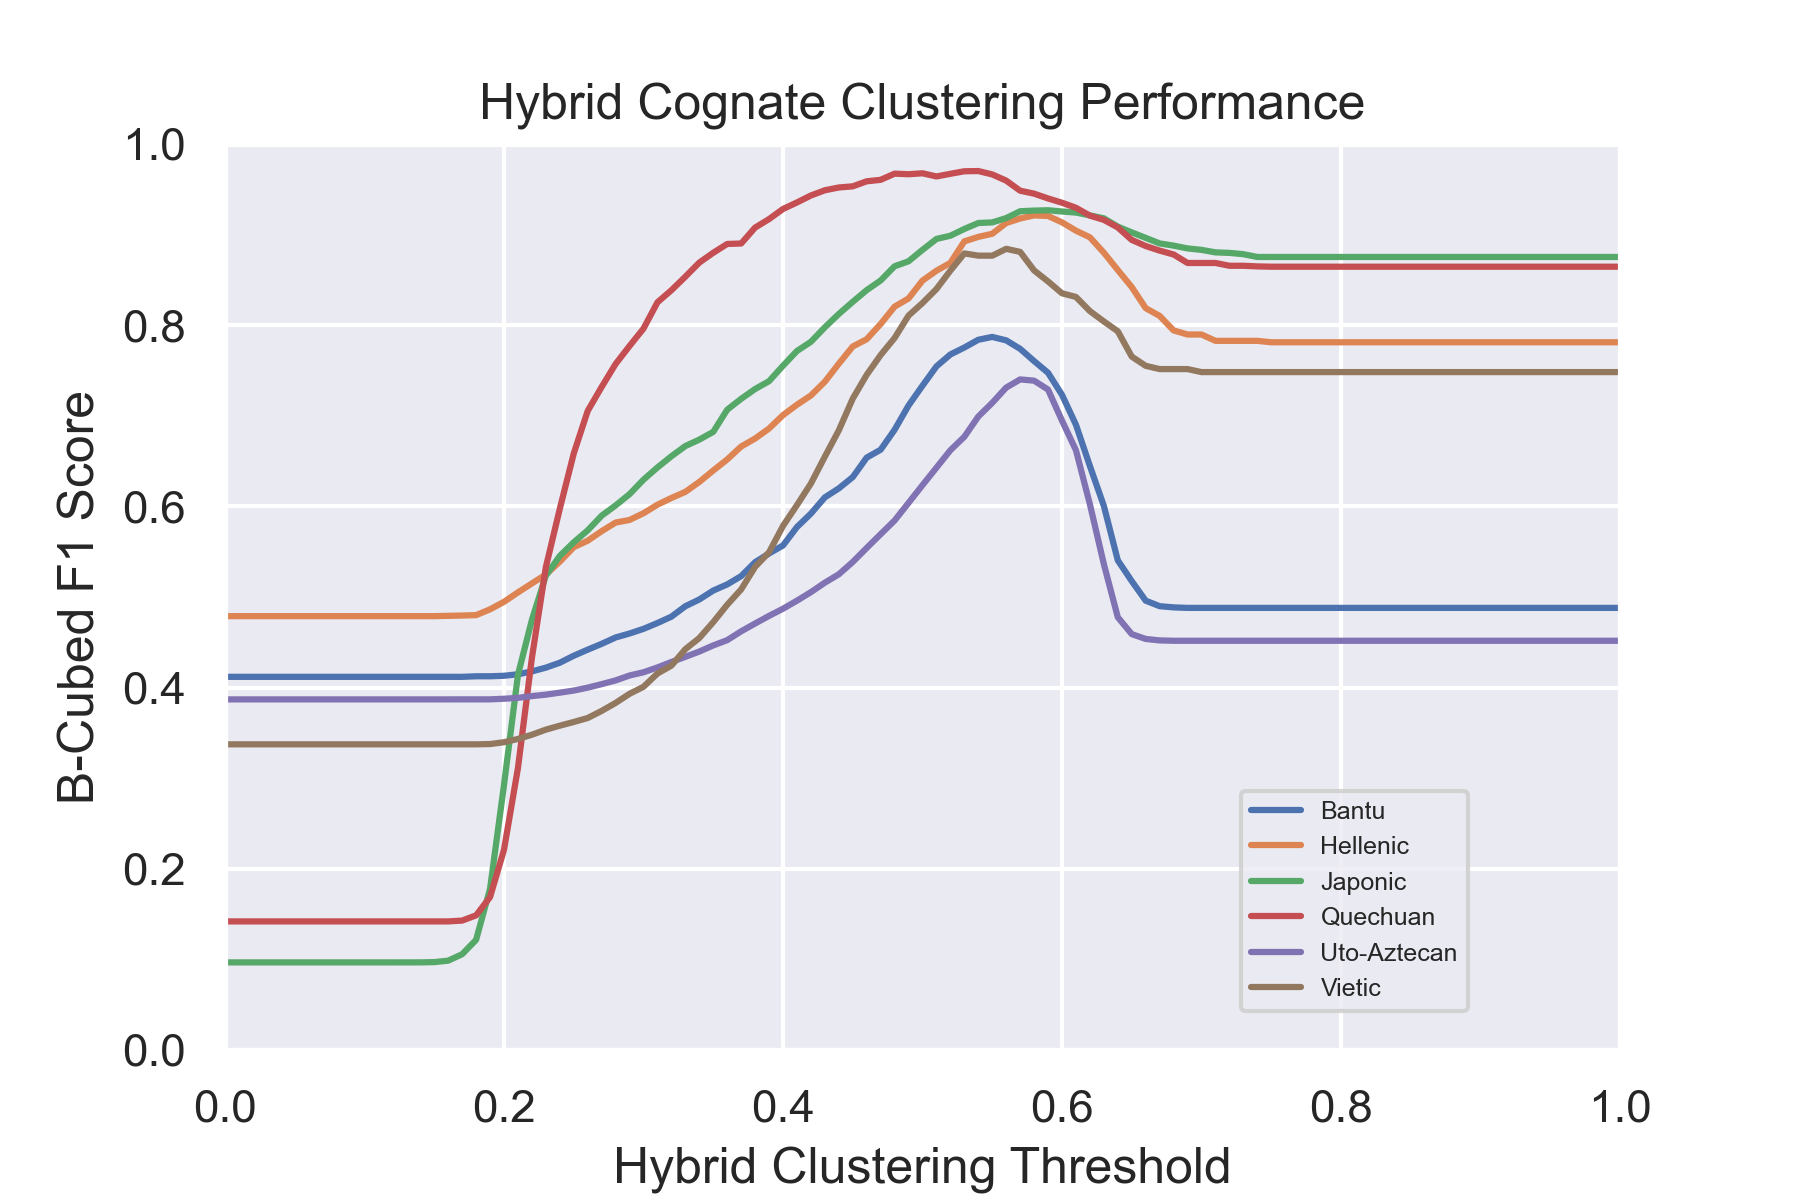 Hybrid Cognate Clustering Performance
1.0
0.8
0.6
0.4
0.2
0.0
B-Cubed F1 Score
Bantu
Hellenic
Japonic
Quechuan
Uto-Aztecan
Vietic
0.0 0.2 0.4 0.6 0.8 1.0
Hybrid Clustering Threshold